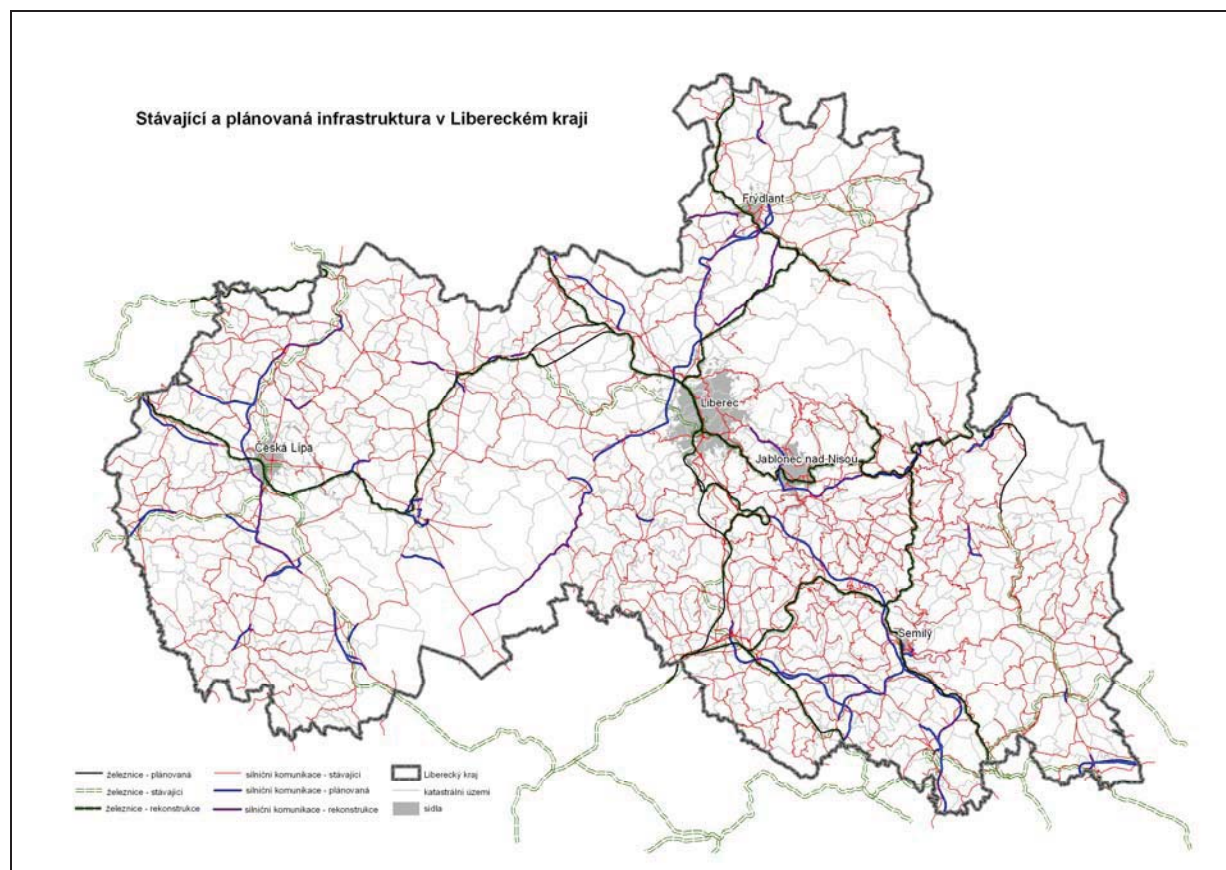 Stávající a plánovaná infrastruktura v Libereckém kraji
Frýdlant
Liberec
Česká Lípa
Jablonec nad Nisou
Semilý
železnice - plánovaná
železnice - stávající
železnice - rekonstrukce
silniční komunikace - stávající
silniční komunikace - plánovaná
silniční komunikace - rekonstrukce
Liberecký kraj
katastrální území
sídla